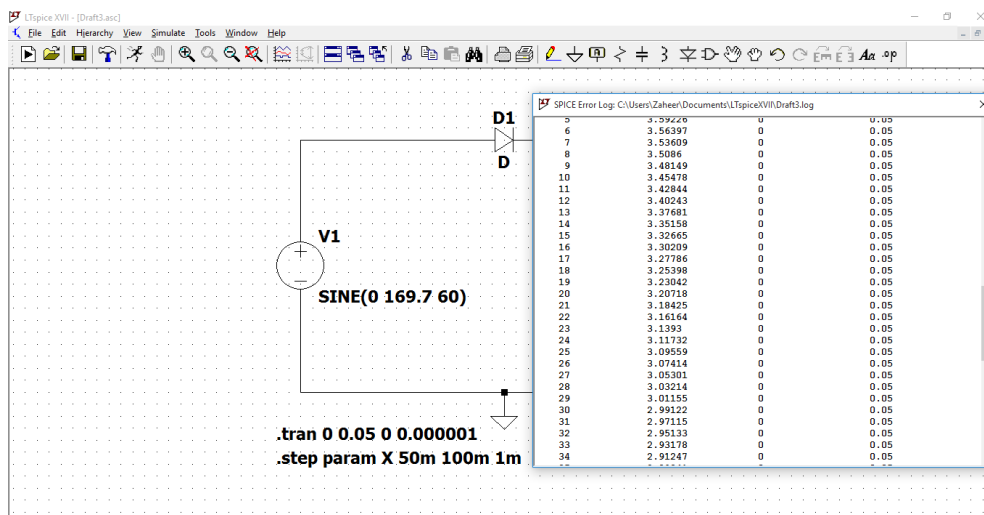 LTspice XVII - [Draft3.asc]
File Edit Hierarchy View Simulate Tools Window Help
Aa .op
SPICE Error Log: C:\Users\Zaheer\Documents\LTspiceXVII\Draft3.log
5 3.59226 0 0.05
6 3.56397 0 0.05
7 3.53609 0 0.05
8 3.5086 0 0.05
9 3.48149 0 0.05
10 3.45478 0 0.05
11 3.42844 0 0.05
12 3.40243 0 0.05
13 3.37681 0 0.05
14 3.35158 0 0.05
15 3.32665 0 0.05
16 3.30209 0 0.05
17 3.27786 0 0.05
18 3.25398 0 0.05
19 3.23042 0 0.05
20 3.20718 0 0.05
21 3.18425 0 0.05
22 3.16164 0 0.05
23 3.1393 0 0.05
24 3.11732 0 0.05
25 3.09559 0 0.05
26 3.07414 0 0.05
27 3.05301 0 0.05
28 3.03214 0 0.05
29 3.01155 0 0.05
30 2.99122 0 0.05
31 2.97115 0 0.05
32 2.95133 0 0.05
33 2.93178 0 0.05
34 2.91247 0 0.05
D1
D
V1
SINE(0 169.7 60)
.tran 0 0.05 0 0.000001
.step param X 50m 100m 1m